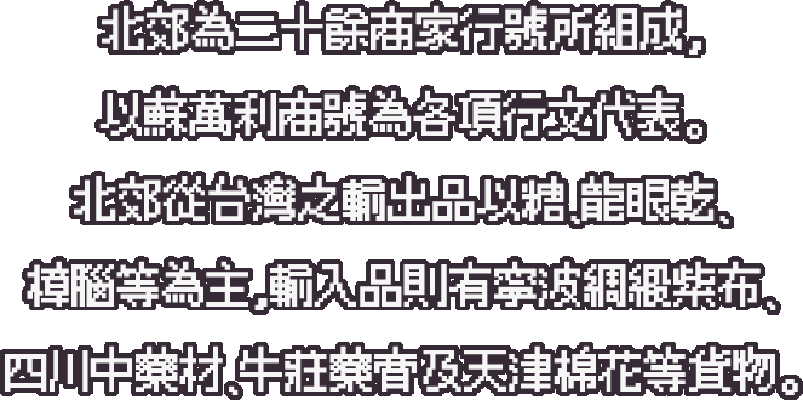 北郊為二十餘商家行號所組成，
以蘇萬利商號為各項行文代表。
北郊從台灣之輸出品以糖、龍眼乾、
樟腦等為主，輸入品則有寧波綢緞紫布、
四川中藥材、牛莊藥膏及天津棉花等貨物。